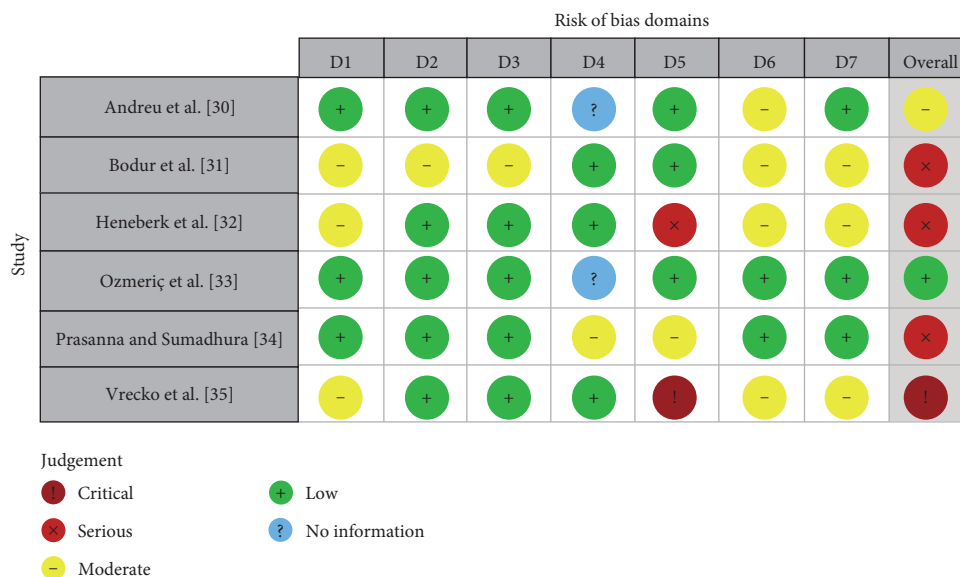 Risk of bias domains
D1 D2 D3 D4 D5 D6 D7 Overall
Study
Andreu et al. [30] + + + ? + – + –
Bodur et al. [31] – – – + + – – ×
Heneberk et al. [32] – + + + × – – ×
Ozmeriç et al. [33] + + + ? + + + +
Prasanna and Sumadhura [34] + + + – – + + ×
Vrecko et al. [35] – + + + ! – – !
Judgement
! Critical
× Serious
– Moderate
+ Low
? No information